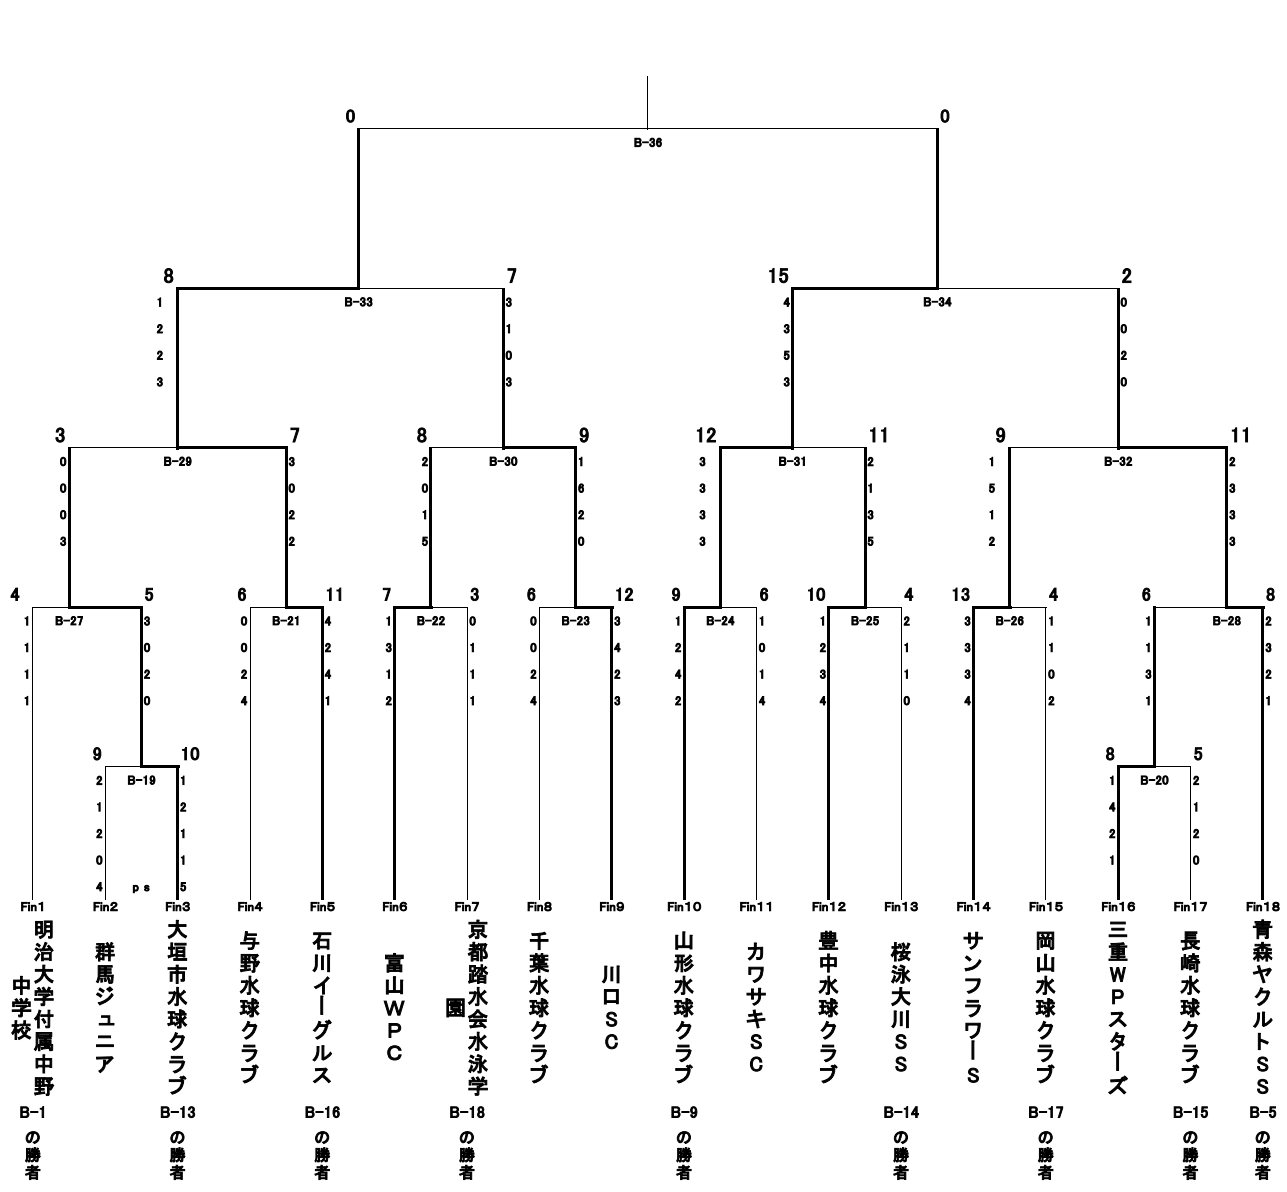 0 0
B-36
8 7 15 2
B-33 B-34
1 3 4 0
2 1 3 0
2 0 5 2
3 3 3 0
3 7 8 9 12 11 9 11
B-29 B-30 B-31 B-32
0 3 2 1 3 2 1 2
0 0 0 6 3 1 5 3
0 2 1 2 3 3 1 3
3 2 5 0 3 5 2 3
4 5 6 11 7 3 6 12 9 6 10 4 13 4 6 8
B-27 B-21 B-22 B-23 B-24 B-25 B-26 B-28
1 3 0 4 1 0 0 3 1 1 1 2 3 1 1 2
1 0 0 2 3 1 0 4 2 0 2 1 3 1 1 3
1 2 2 4 1 1 2 2 4 1 3 1 3 0 3 2
1 0 4 1 2 1 4 3 2 4 4 0 4 2 1 1
9 10 8 5
B-19 B-20
2 1 1 2
1 2 4 1
2 1 2 2
0 1 1 0
4 ps 5
Fin1 Fin2 Fin3 Fin4 Fin5 Fin6 Fin7 Fin8 Fin9 Fin10 Fin11 Fin12 Fin13 Fin14 Fin15 Fin16 Fin17 Fin18
明治大学付属中野
中学校
群馬ジュニア
大垣市水球クラブ
与野水球クラブ
石川イーグルス
富山WPC
京都踏水会水泳学
園
千葉水球クラブ
川口SC
山形水球クラブ
カワサキSC
豊中水球クラブ
桜泳大川SS
サンフラワーS
岡山水球クラブ
三重WPスターズ
長崎水球クラブ
青森ヤクルトSS
B-1の勝者
B-13の勝者
B-16の勝者
B-18の勝者
B-9の勝者
B-14の勝者
B-17の勝者
B-15の勝者
B-5の勝者